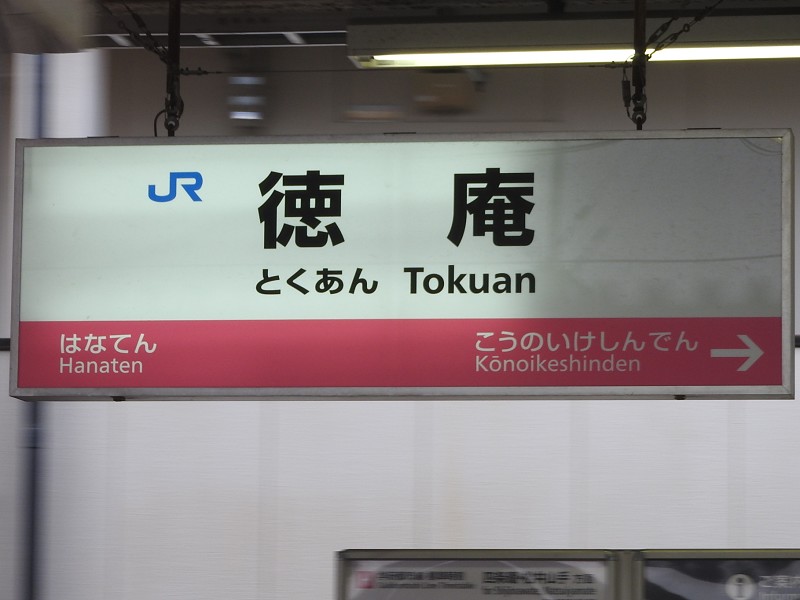 JR 徳庵
とくあん Tokuan
はなてん こうのいけしんでん →
Hanaten Kōnoikeshinden